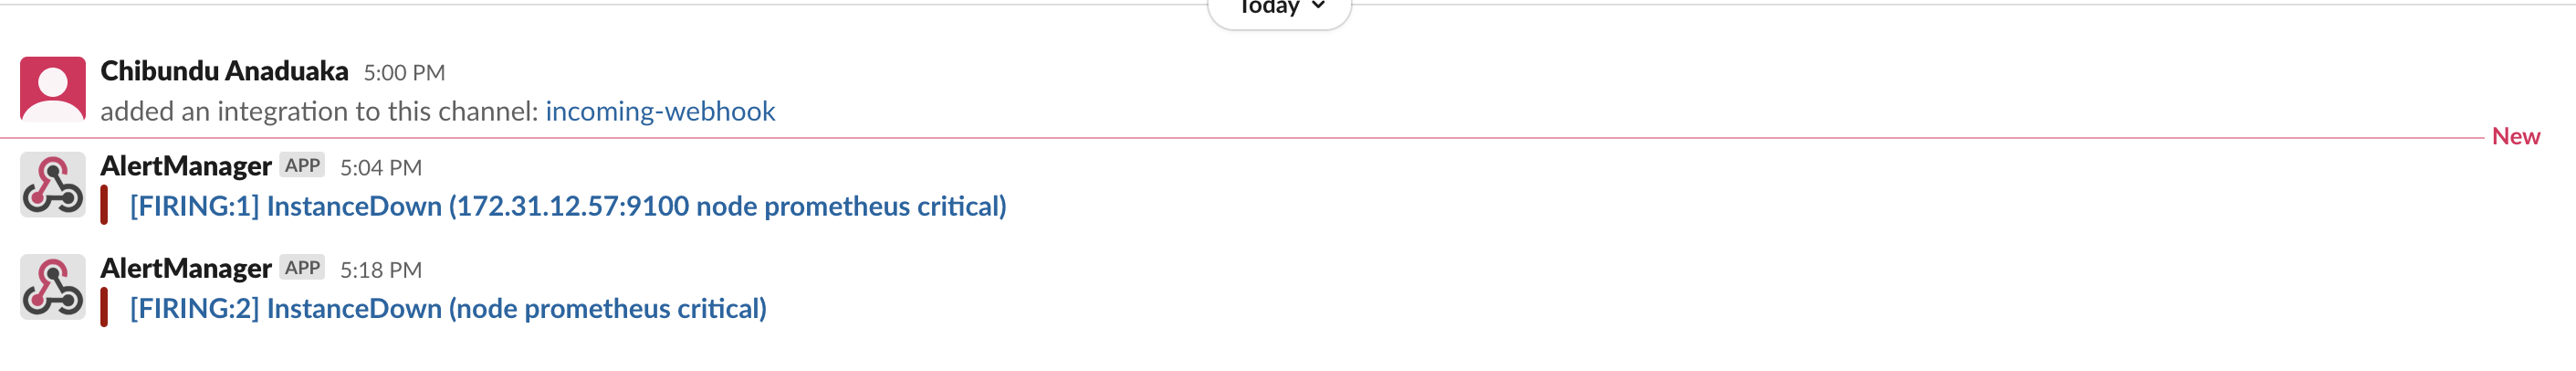 Today
Chibundu Anaduaka 5:00 PM
added an integration to this channel: incoming-webhook
New
AlertManager APP 5:04 PM
[FIRING:1] InstanceDown (172.31.12.57:9100 node prometheus critical)
AlertManager APP 5:18 PM
[FIRING:2] InstanceDown (node prometheus critical)